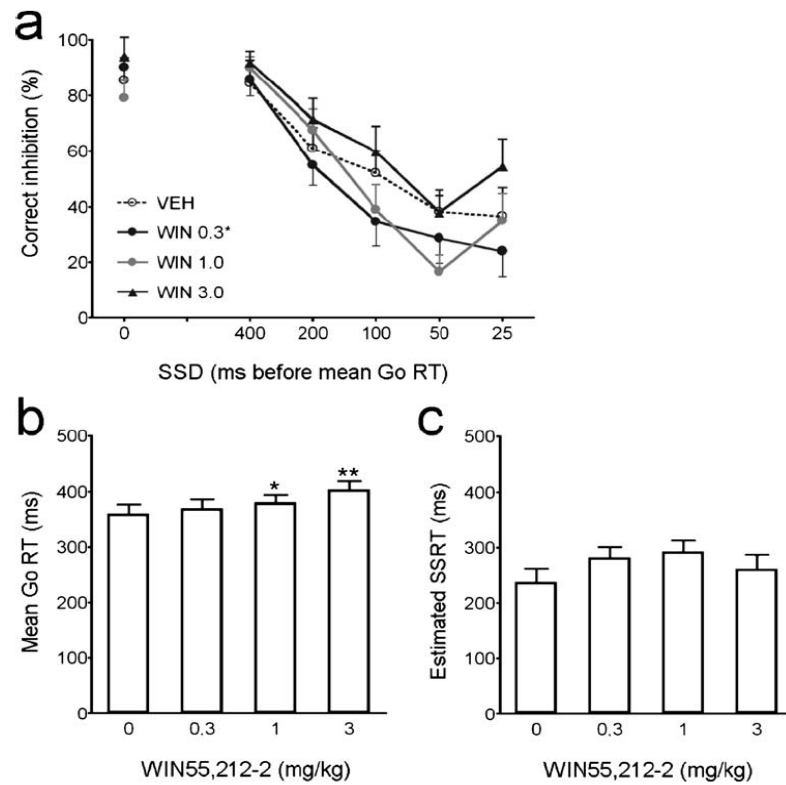 a
Correct inhibition (%)
100
80
60
40
20
0
VEH
WIN 0.3*
WIN 1.0
WIN 3.0
0 400 200 100 50 25
SSD (ms before mean Go RT)
b
Mean Go RT (ms)
500
400
300
200
100
0
*
**
0 0.3 1 3
WIN55,212-2 (mg/kg)
c
Estimated SSRT (ms)
500
400
300
200
100
0
0 0.3 1 3
WIN55,212-2 (mg/kg)